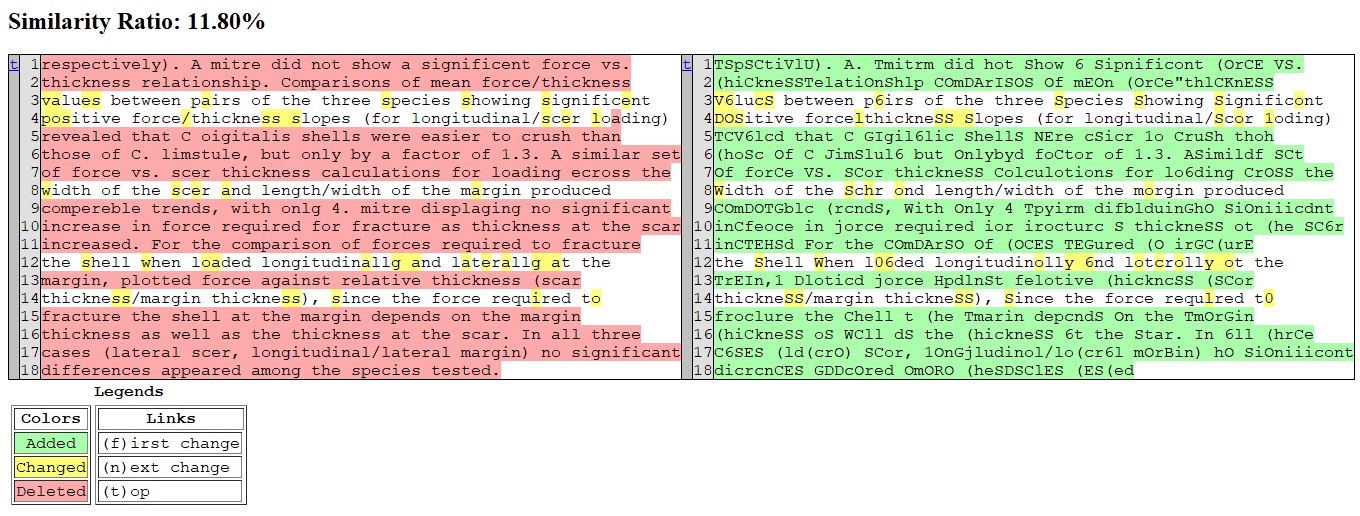 Similarity Ratio: 11.80%
t 1 respectively). A mitre did not show a significant force vs.
2 thickness relationship. Comparisons of mean force/thickness
3 values between pairs of the three species showing significent
4 positive force/thickness slopes (for longitudinal/scer loading)
5 revealed that C oigitalis shells were easier to crush than
6 those of C. limstule, but only by a factor of 1.3. A similar set
7 of force vs. scer thickness calculations for loading ecross the
8 width of the scer and length/width of the margin produced
9 compereble trends, with onlg 4. mitre displaging no significant
10 increase in force required for fracture as thickness at the scar
11 increased. For the comparison of forces required to fracture
12 the shell when loaded longitudinallg and laterallg at the
13 margin, plotted force against relative thickness (scar
14 thickness/margin thickness), since the force required to
15 fracture the shell at the margin depends on the margin
16 thickness as well as the thickness at the scar. In all three
17 cases (lateral scer, longitudinal/lateral margin) no significant
18 differences appeared among the species tested.
t 1 TSpSCtiVlU). A. Tmitrm did hot Show 6 Sipnificont (OrCE VS.
2 (hiCkneSSTelatiOnShlp COmDArISOS Of mEOn (OrCe"thlCKnESS
3 V6lucS between p6irs of the three Species Showing Significont
4 DOSitive forcelthickneSS Slopes (for longitudinal/Scor 1oding)
5 TCV6lcd that C GIgil6lic ShellS NEre cSicr 1o CruSh thoh
6 (hoSc Of C JimSlul6 but Onlybyd foCtor of 1.3. ASimildf SCt
7 Of forCe VS. SCor thickneSS Colculotions for lo6ding CrOSS the
8 Width of the Schr ond length/width of the morgin produced
9 COmDOTGblc (rcndS, With Only 4 Tpyirm difblduinGhO SiOniiicdnt
10 inCfeoce in jorce required ior irocturc S thickneSS ot (he SC6r
11 inCTEHSd For the COmDArSO Of (OCES TEGured (O irGC(urE
12 the Shell When l06ded longitudinolly 6nd lotcrolly ot the
13 TrEIn,1 Dloticd jorce HpdlnSt felotive (hickncSS (SCor
14 thickneSS/margin thickneSS), Since the force requlred t0
15 froclure the Chell t (he Tmarin depcndS On the TmOrGin
16 (hiCkneSS oS WCll dS the (hickneSS 6t the Star. In 6ll (hrCe
17 C6SES (ld(crO) SCor, 1OnGjludinol/lo(cr6l mOrBin) hO SiOniiicont
18 dicrcnCES GDDcOred OmORO (heSDSClES (ES(ed
Legends
Colors Links
Added (f)irst change
Changed (n)ext change
Deleted (t)op